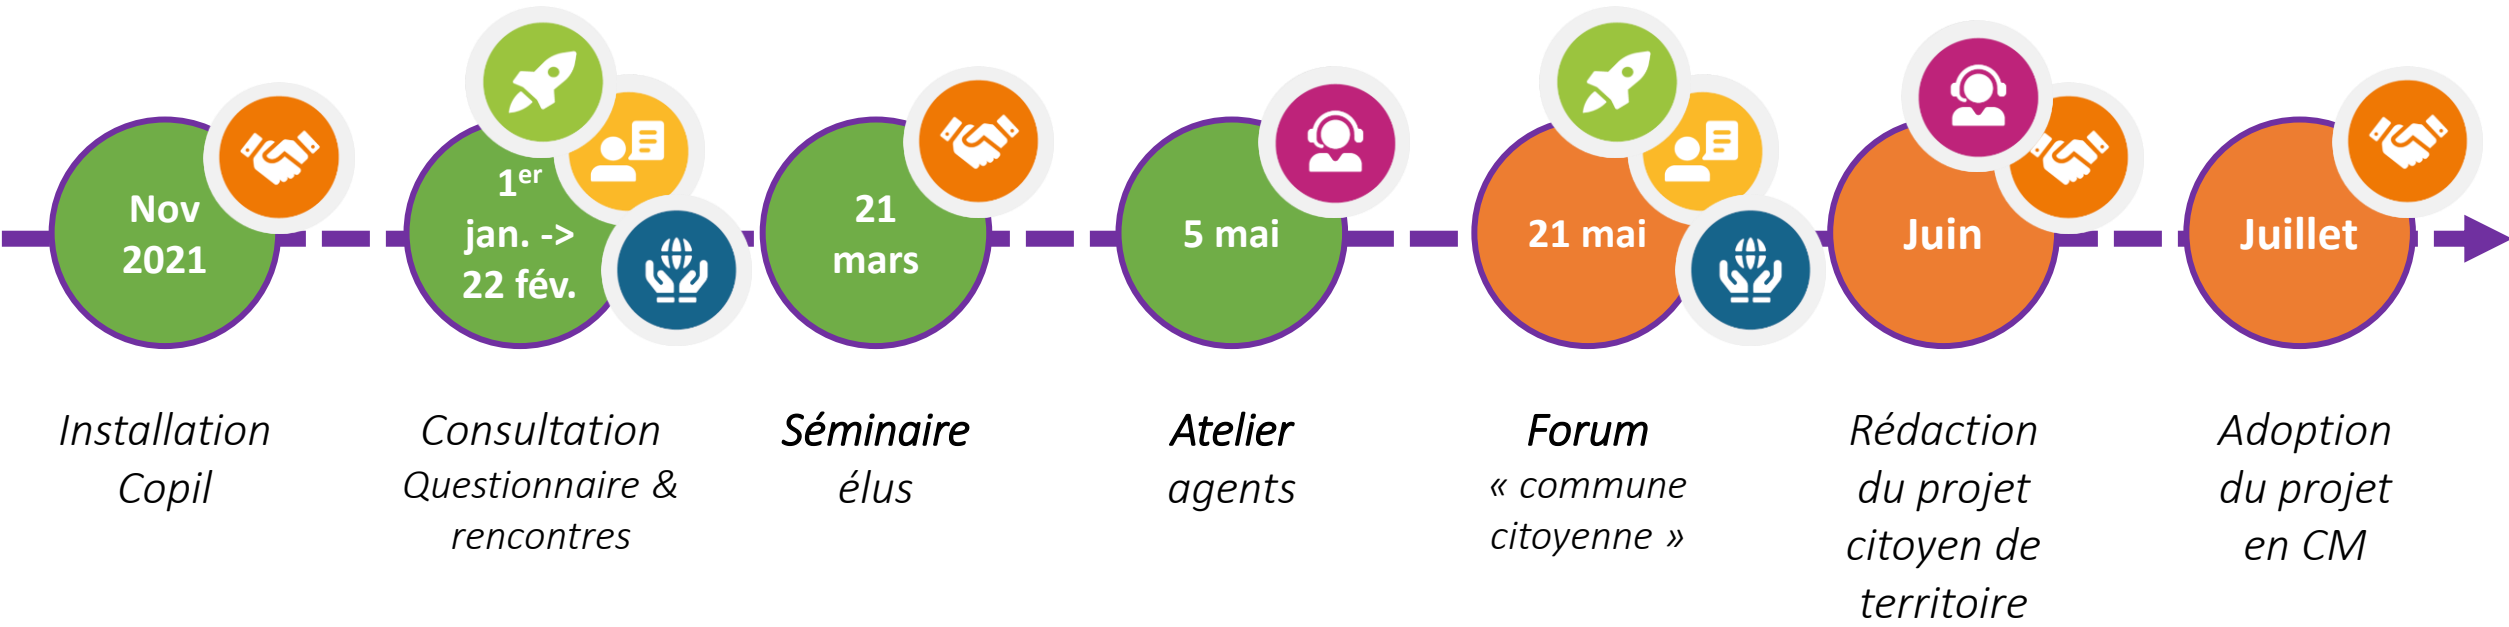 Nov
2021
1er
jan. ->
22 fév.
21
mars
5 mai
21 mai
Juin
Juillet
Installation
Copil
Consultation
Questionnaire &
rencontres
Séminaire
élus
Atelier
agents
Forum
« commune
citoyenne »
Rédaction
du projet
citoyen de
territoire
Adoption
du projet
en CM